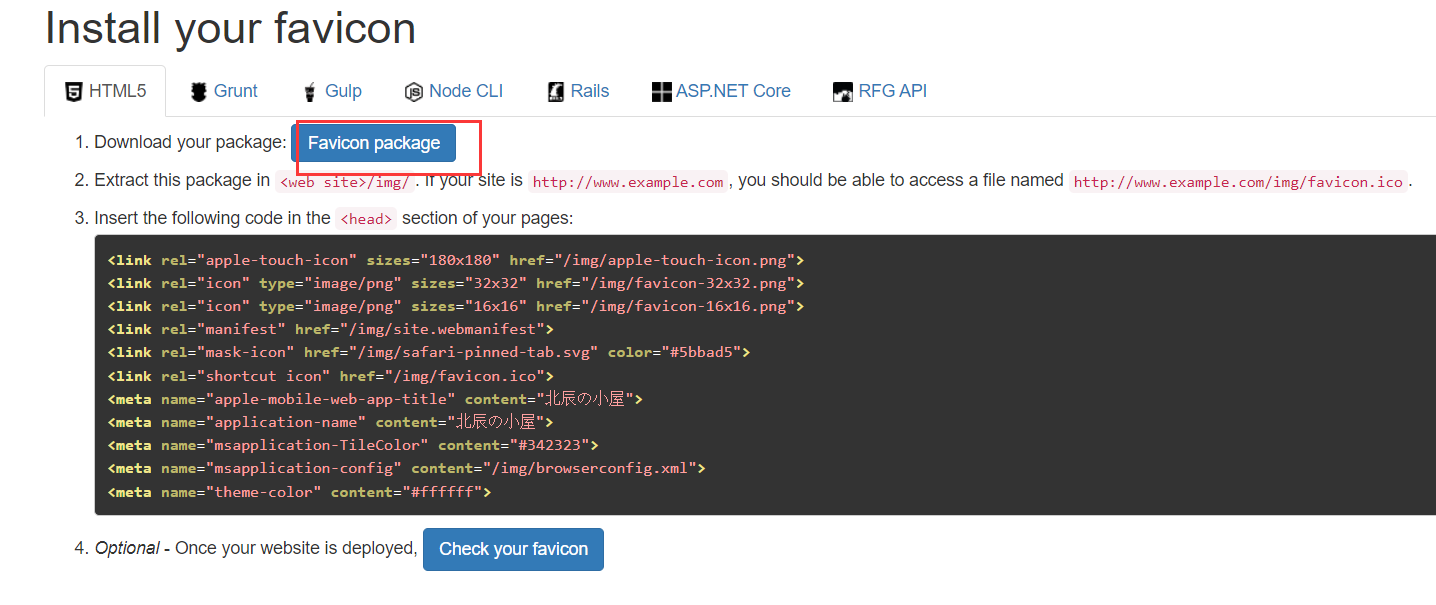 Install your favicon
HTML5 Grunt Gulp Node CLI Rails ASP.NET Core RFG API
1. Download your package: Favicon package
2. Extract this package in <web site>/img/. If your site is http://www.example.com, you should be able to access a file named http://www.example.com/img/favicon.ico.
3. Insert the following code in the <head> section of your pages:
<link rel="apple-touch-icon" sizes="180x180" href="/img/apple-touch-icon.png">
<link rel="icon" type="image/png" sizes="32x32" href="/img/favicon-32x32.png">
<link rel="icon" type="image/png" sizes="16x16" href="/img/favicon-16x16.png">
<link rel="manifest" href="/img/site.webmanifest">
<link rel="mask-icon" href="/img/safari-pinned-tab.svg" color="#5bbad5">
<link rel="shortcut icon" href="/img/favicon.ico">
<meta name="apple-mobile-web-app-title" content="北辰の小屋">
<meta name="application-name" content="北辰の小屋">
<meta name="msapplication-TileColor" content="#342323">
<meta name="msapplication-config" content="/img/browserconfig.xml">
<meta name="theme-color" content="#ffffff">
4. Optional - Once your website is deployed, Check your favicon